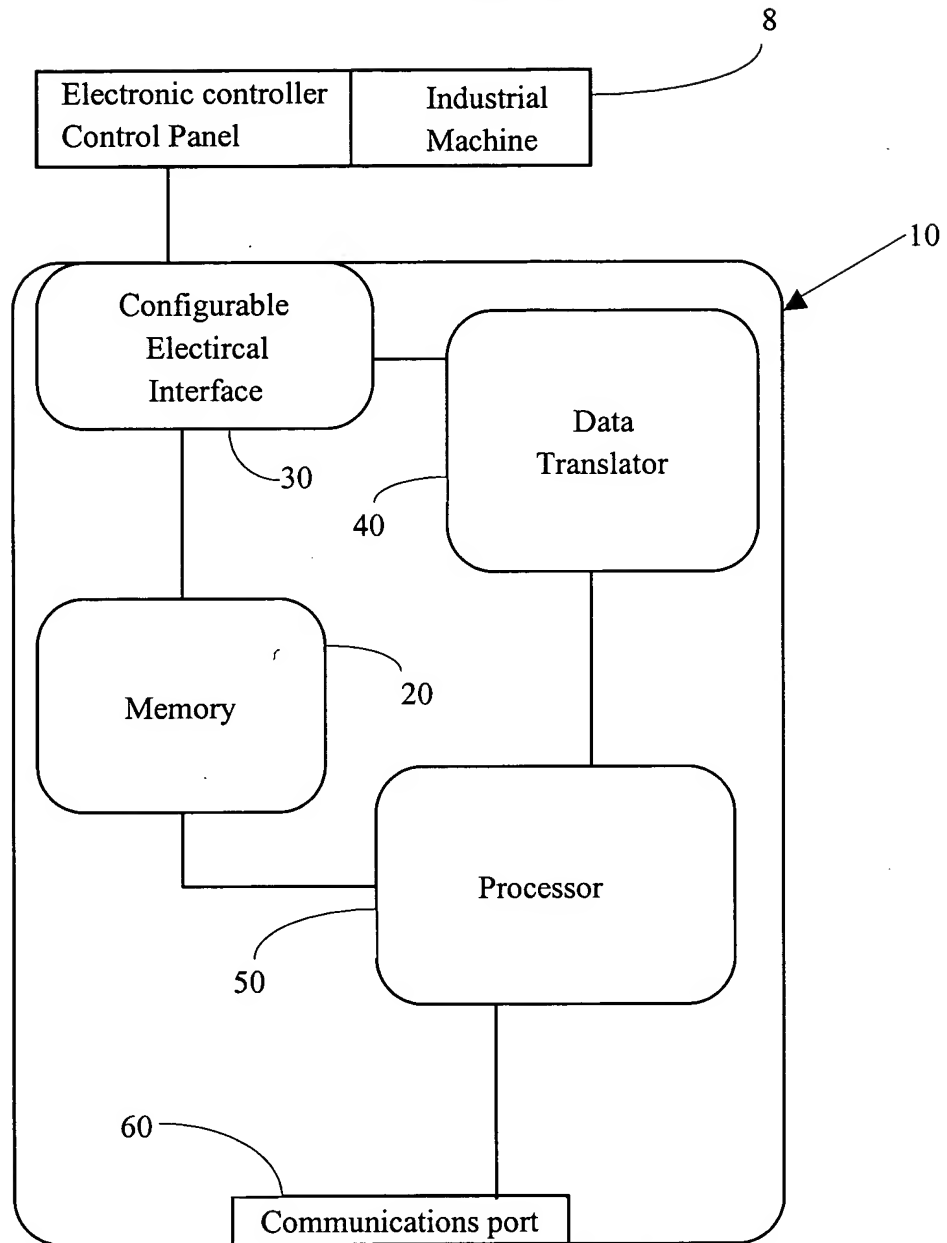 8
Electronic controller
Control Panel
Industrial
Machine
10
Configurable
Electircal
Interface
30
Data
Translator
40
Memory
20
Processor
50
60
Communications port